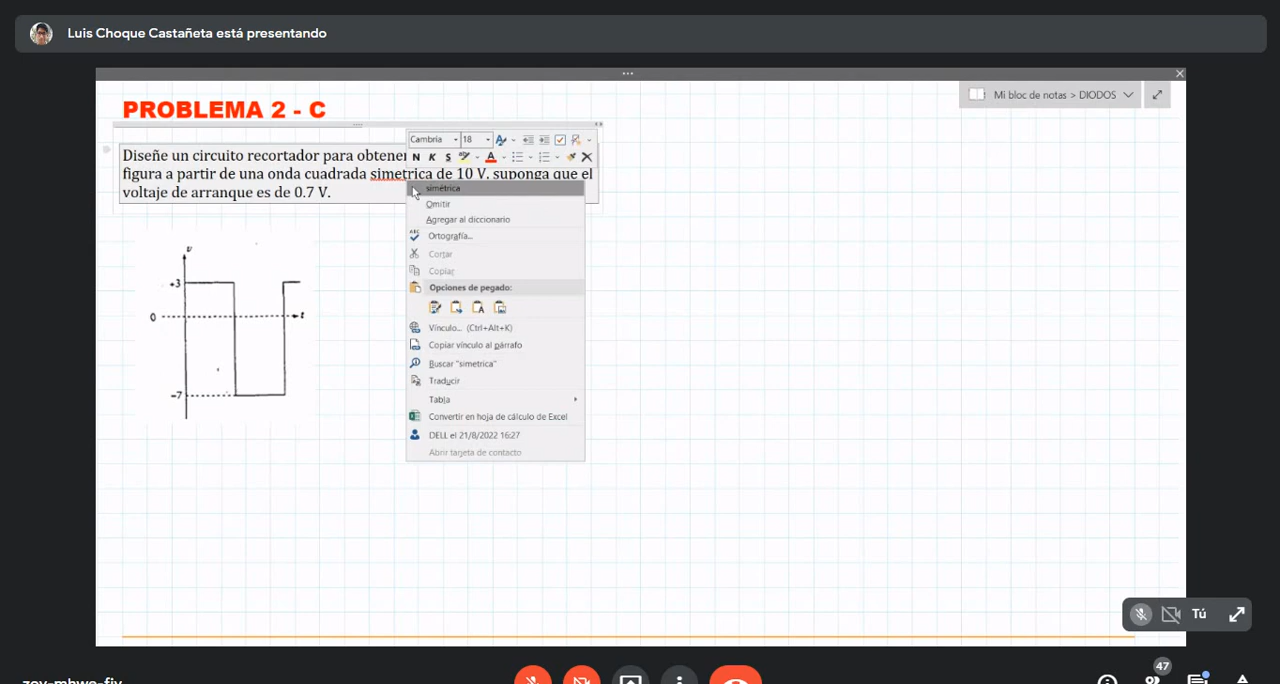 Luis Choque Castañeta está presentando
PROBLEMA 2 - C
Mi bloc de notas > DIODOS
Cambria 18
N K S A
Diseñe un circuito recortador para obtener
figura a partir de una onda cuadrada simetrica de 10 V. suponga que el
voltaje de arranque es de 0.7 V.
simétrica
Omitir
Agregar al diccionario
ABC
Ortografía...
Cortar
Copiar
Opciones de pegado:
A
Vínculo... (Ctrl+Alt+K)
Copiar vínculo al párrafo
Buscar "simetrica"
Traducir
Tabla
Convertir en hoja de cálculo de Excel
DELL el 21/8/2022 16:27
Abrir tarjeta de contacto
v
+3
0
t
-7
Tú
47